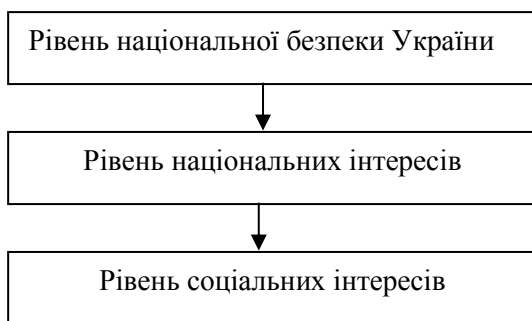 Рівень національної безпеки України
Рівень національних інтересів
Рівень соціальних інтересів